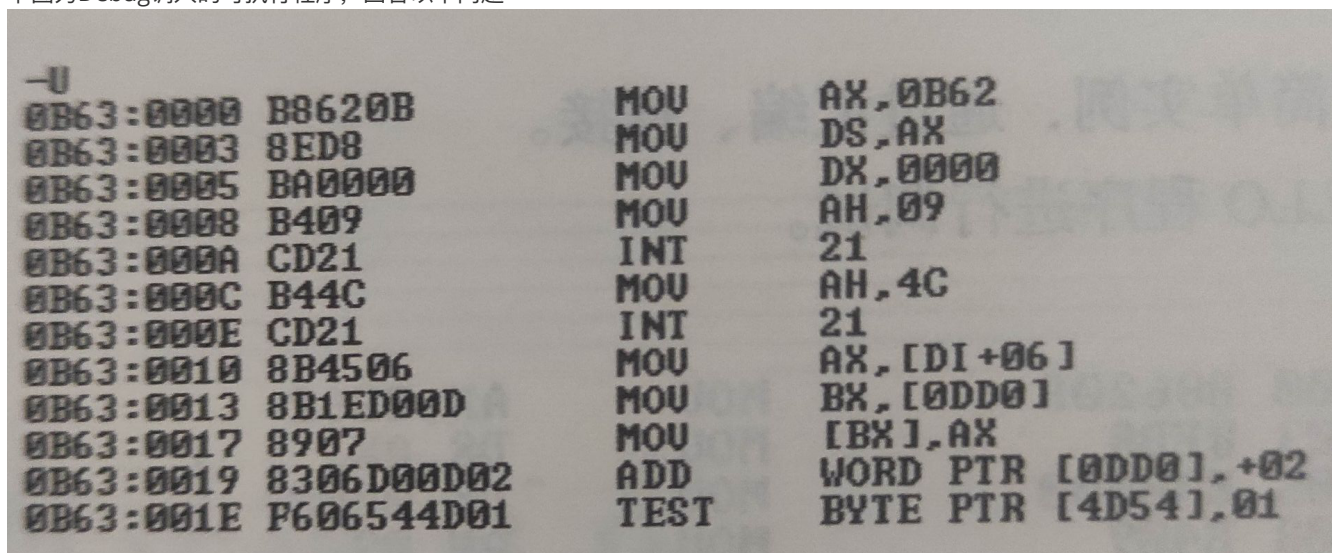 -U
0B63:0000 B8620B MOV AX,0B62
0B63:0003 8ED8 MOV DS,AX
0B63:0005 BA0000 MOV DX,0000
0B63:0008 B409 MOV AH,09
0B63:000A CD21 INT 21
0B63:000C B44C MOV AH,4C
0B63:000E CD21 INT 21
0B63:0010 8B4506 MOV AX,[DI+06]
0B63:0013 8B1ED00D MOV BX,[0DD0]
0B63:0017 8907 MOV [BX],AX
0B63:0019 8306D00D02 ADD WORD PTR [0DD0],+02
0B63:001E F606544D01 TEST BYTE PTR [4D54],01